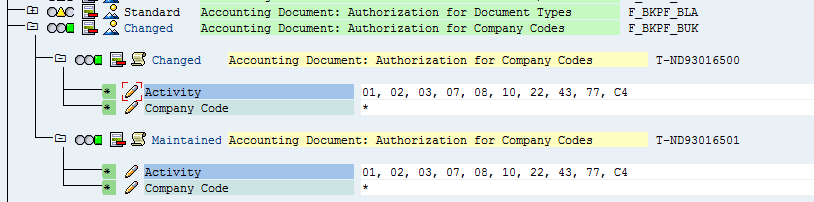 Standard Accounting Document: Authorization for Document Types F_BKPF_BLA
Changed Accounting Document: Authorization for Company Codes F_BKPF_BUK
Changed Accounting Document: Authorization for Company Codes T-ND93016500
* Activity 01, 02, 03, 07, 08, 10, 22, 43, 77, C4
* Company Code *
Maintained Accounting Document: Authorization for Company Codes T-ND93016501
* Activity 01, 02, 03, 07, 08, 10, 22, 43, 77, C4
* Company Code *